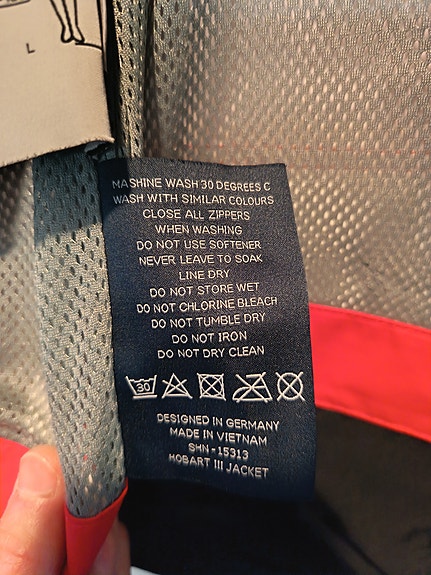 L
MASHINE WASH 30 DEGREES C
WASH WITH SIMILAR COLOURS
CLOSE ALL ZIPPERS
WHEN WASHING
DO NOT USE SOFTENER
NEVER LEAVE TO SOAK
LINE DRY
DO NOT STORE WET
DO NOT CHLORINE BLEACH
DO NOT TUMBLE DRY
DO NOT IRON
DO NOT DRY CLEAN
30
DESIGNED IN GERMANY
MADE IN VIETNAM
SHN-15313
HOBART III JACKET